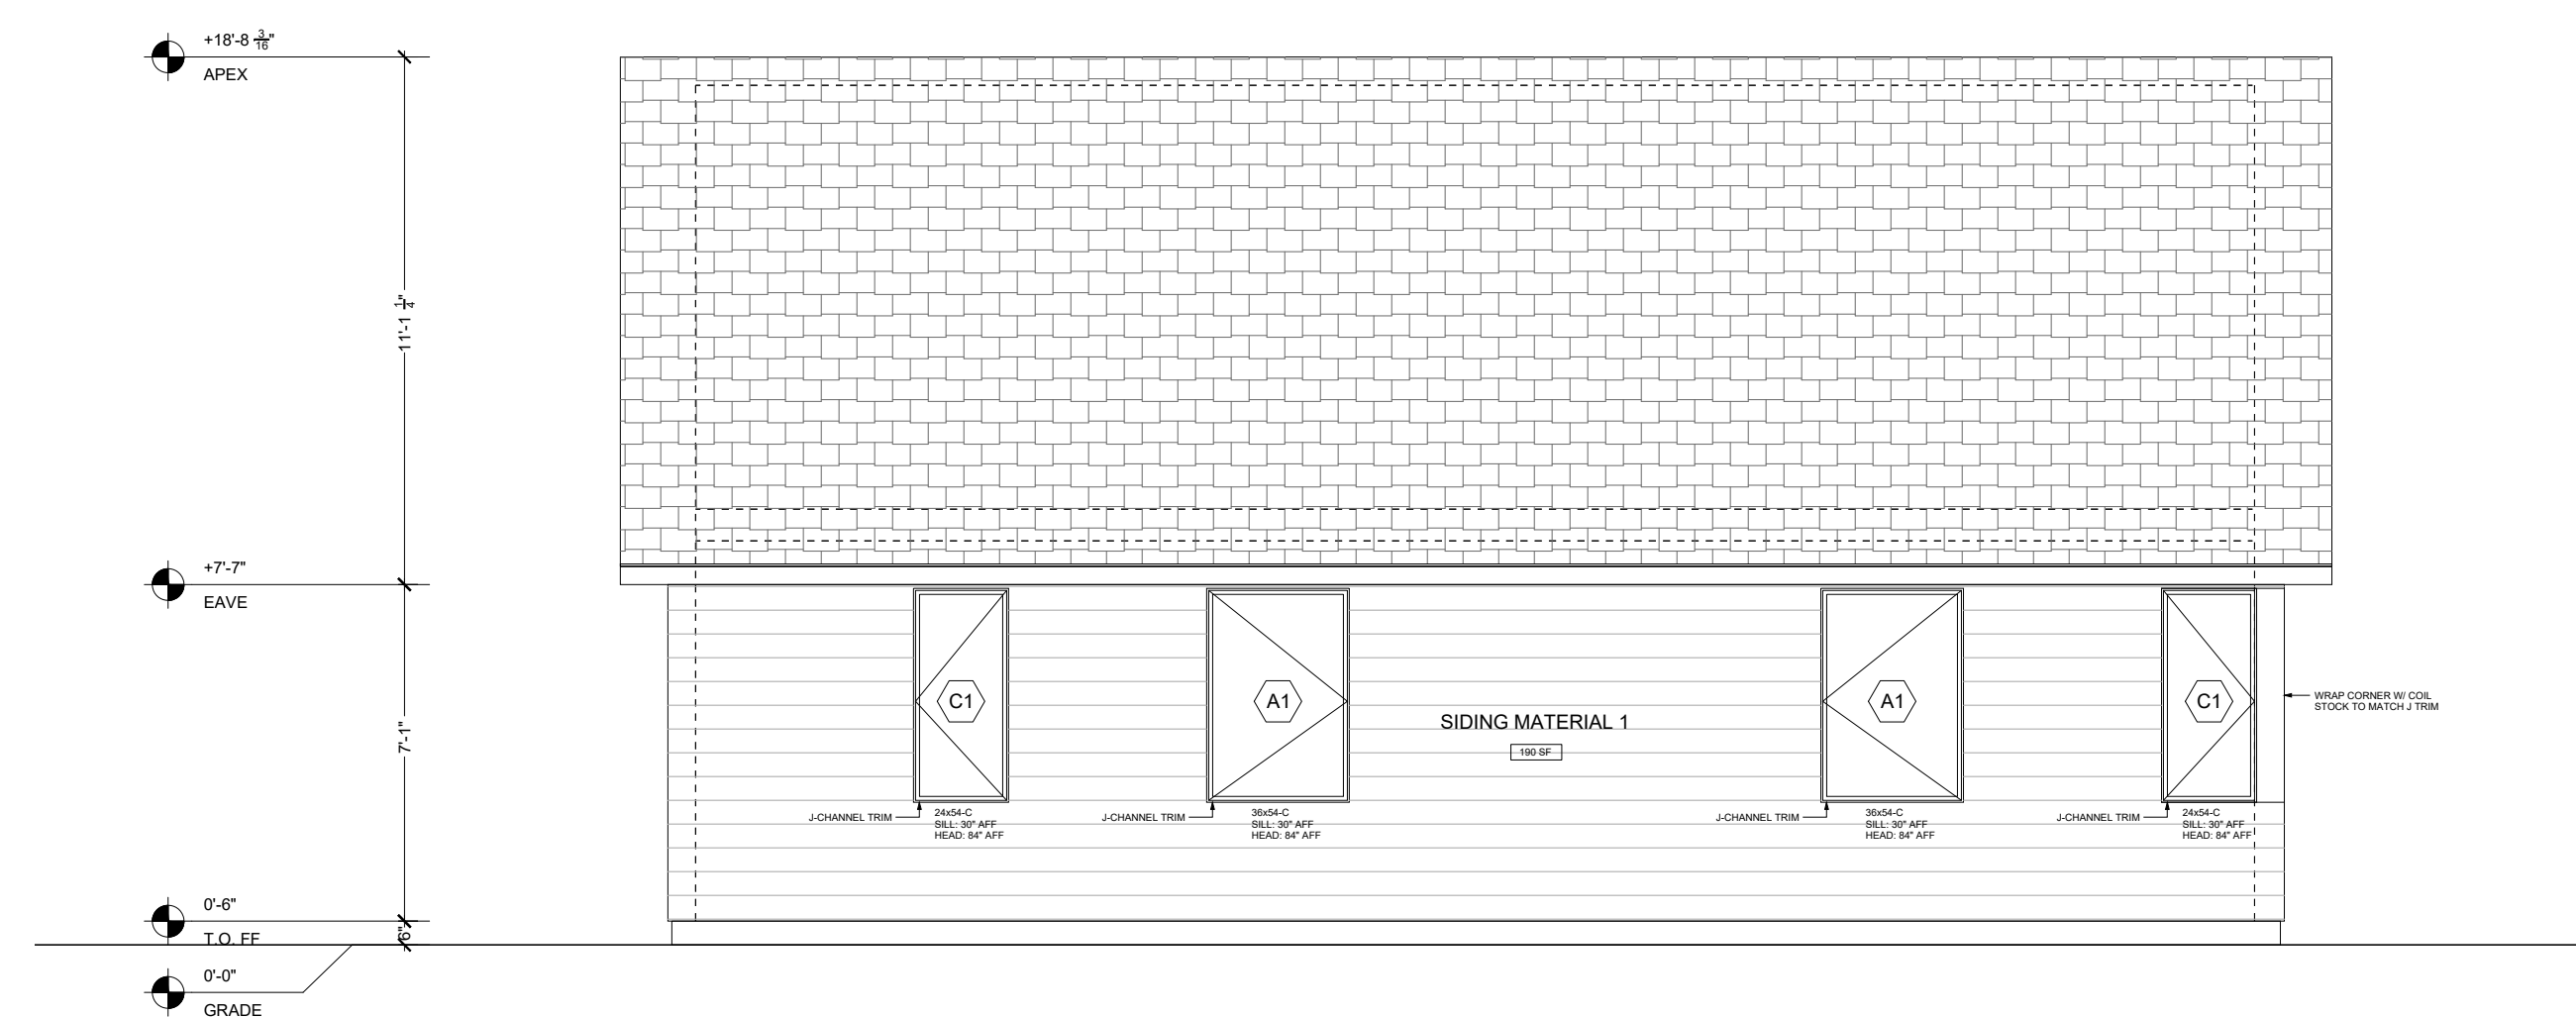 +18'-8 3/16"
APEX
11'-1 1/4"
+7'-7"
EAVE
7'-1"
C1
A1
A1
C1
SIDING MATERIAL 1
190 SF
WRAP CORNER W/ COIL
STOCK TO MATCH J TRIM
J-CHANNEL TRIM
24x54-C
SILL: 30" AFF
HEAD: 84" AFF
J-CHANNEL TRIM
36x54-C
SILL: 30" AFF
HEAD: 84" AFF
J-CHANNEL TRIM
36x54-C
SILL: 30" AFF
HEAD: 84" AFF
J-CHANNEL TRIM
24x54-C
SILL: 30" AFF
HEAD: 84" AFF
0'-6"
T.O. FF
6"
0'-0"
GRADE